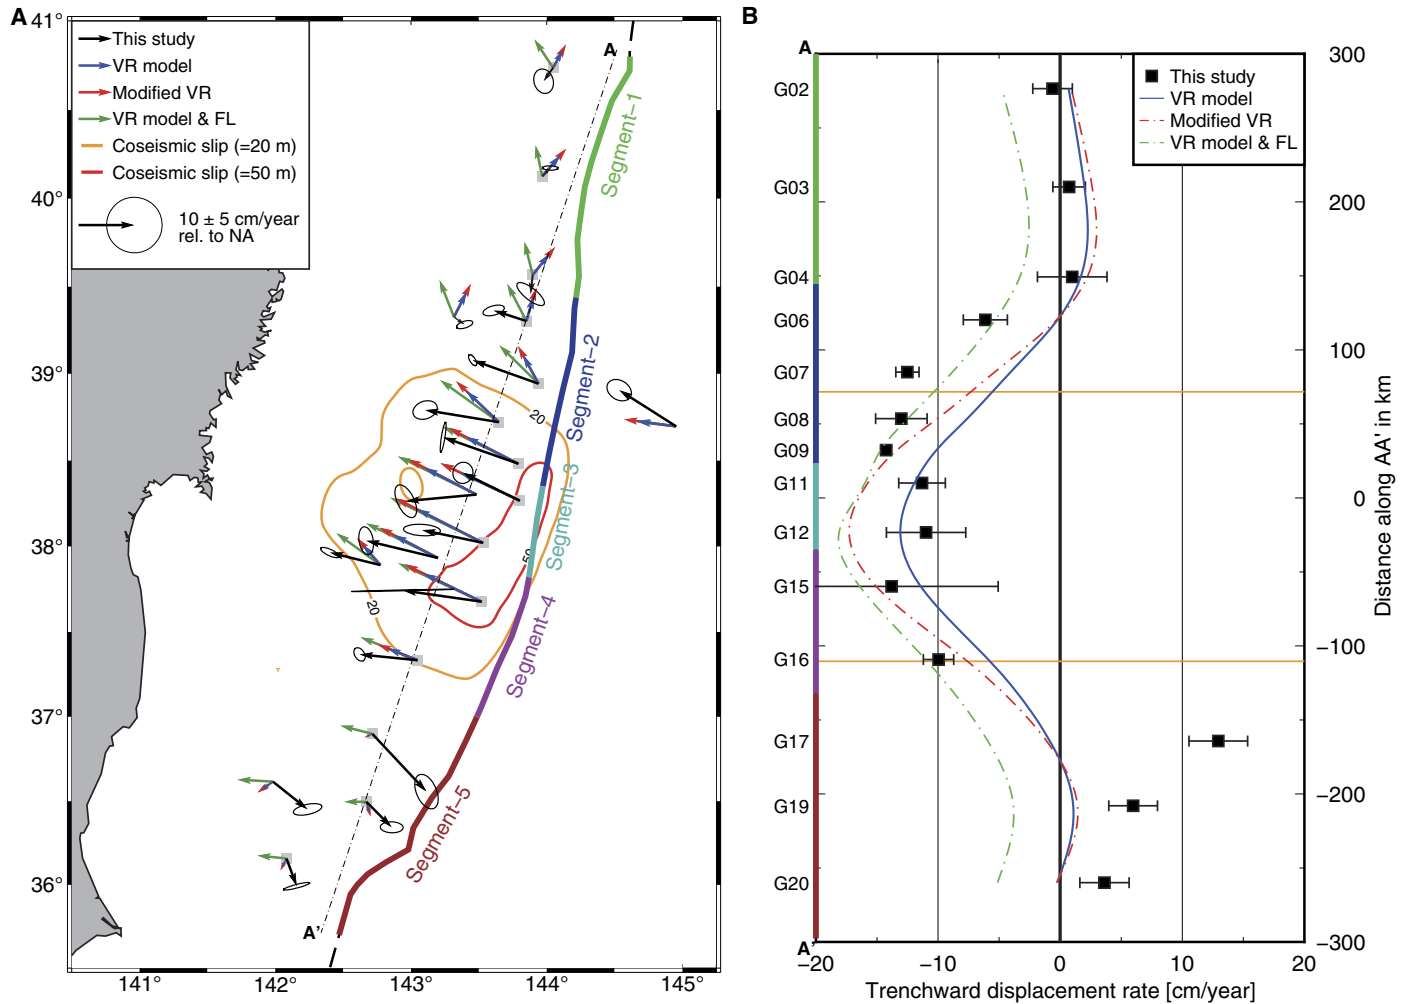 A
41°
40°
39°
38°
37°
36°
141°
142°
143°
144°
145°
This study
VR model
Modified VR
VR model & FL
Coseismic slip (=20 m)
Coseismic slip (=50 m)
10 ± 5 cm/year
rel. to NA
A
Segment-1
Segment-2
Segment-3
Segment-4
Segment-5
20
50
20
A'
B
A
G02
G03
G04
G06
G07
G08
G09
G11
G12
G15
G16
G17
G19
G20
A'
This study
VR model
Modified VR
VR model & FL
300
200
100
0
−100
−200
−300
Distance along AA' in km
−20
−10
0
10
20
Trenchward displacement rate [cm/year]